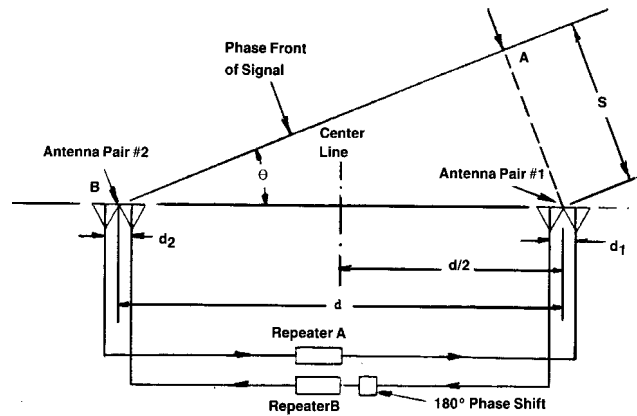 Phase Front
of Signal
A
S
Center
Line
Antenna Pair #2
Antenna Pair #1
B
θ
d2
d1
d/2
d
Repeater A
RepeaterB
180° Phase Shift